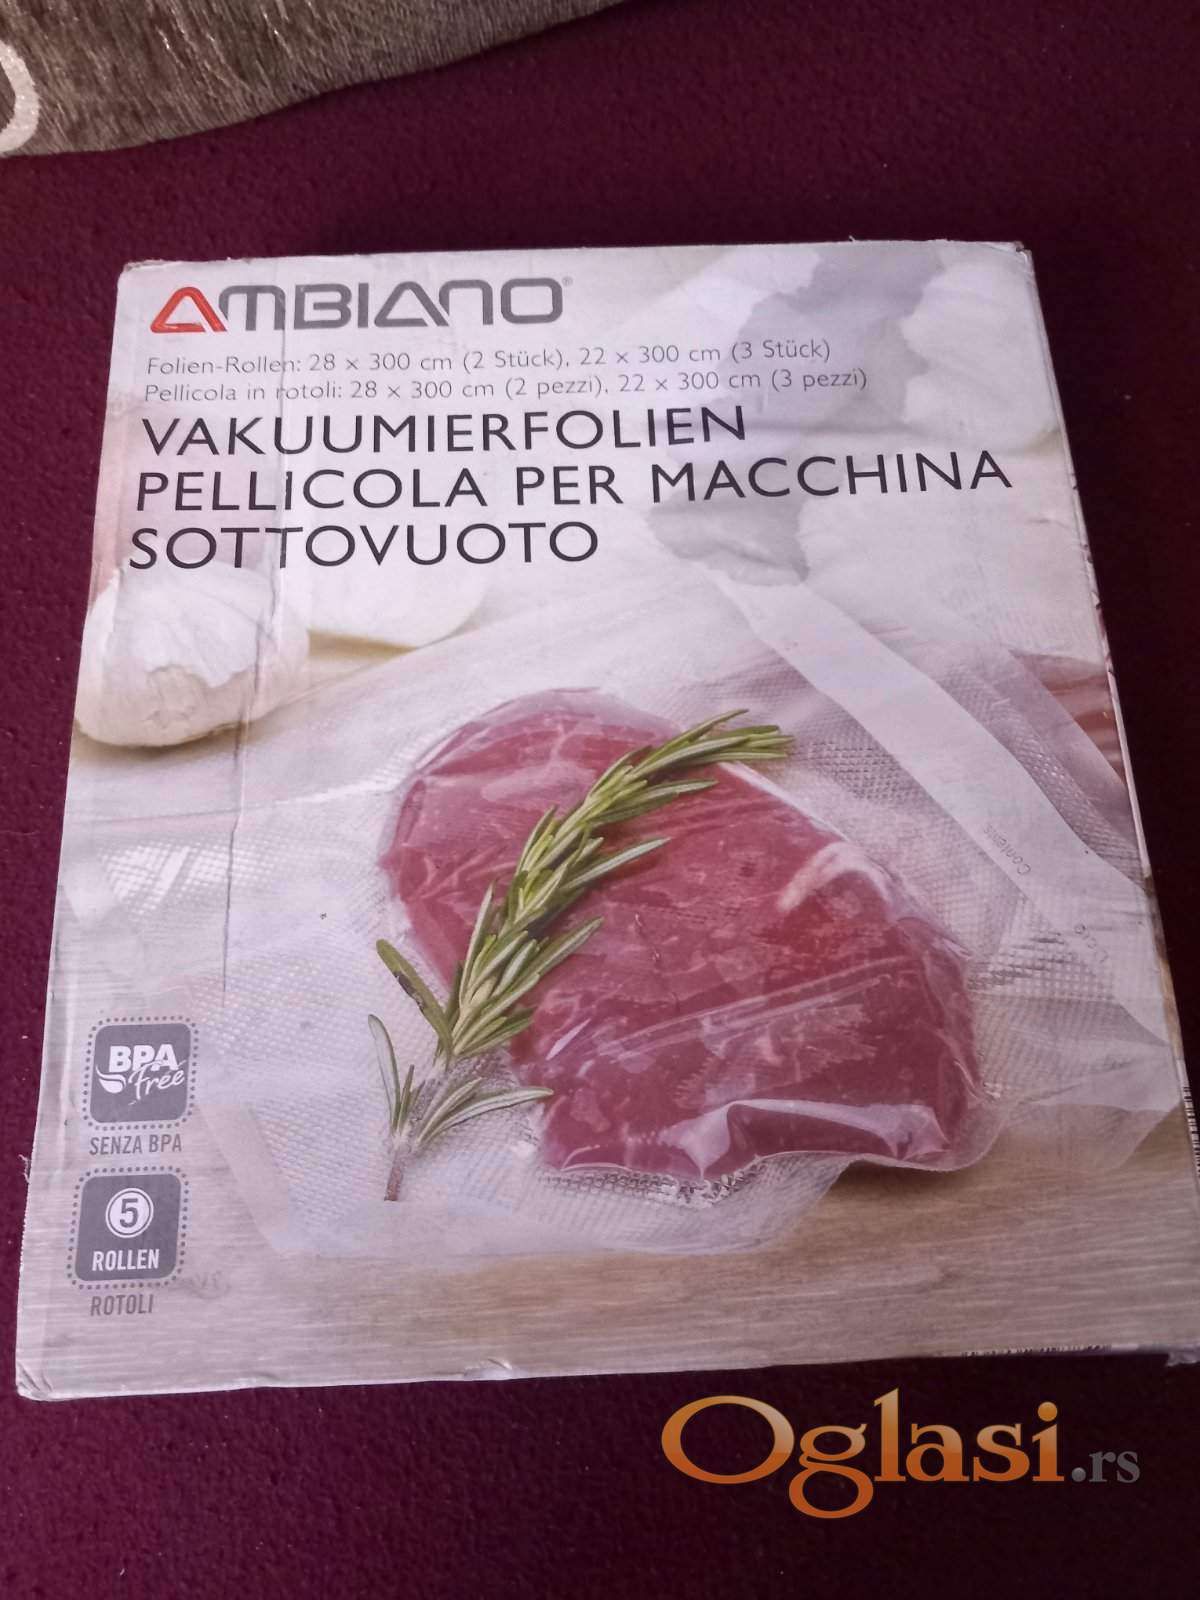 AMBIANO®
Folien-Rollen: 28 x 300 cm (2 Stück), 22 x 300 cm (3 Stück)
Pellicola in rotoli: 28 x 300 cm (2 pezzi), 22 x 300 cm (3 pezzi)
VAKUUMIERFOLIEN
PELLICOLA PER MACCHINA
SOTTOVUOTO
Contents
BPA
Free
SENZA BPA
5
ROLLEN
ROTOLI
Oglasi.rs